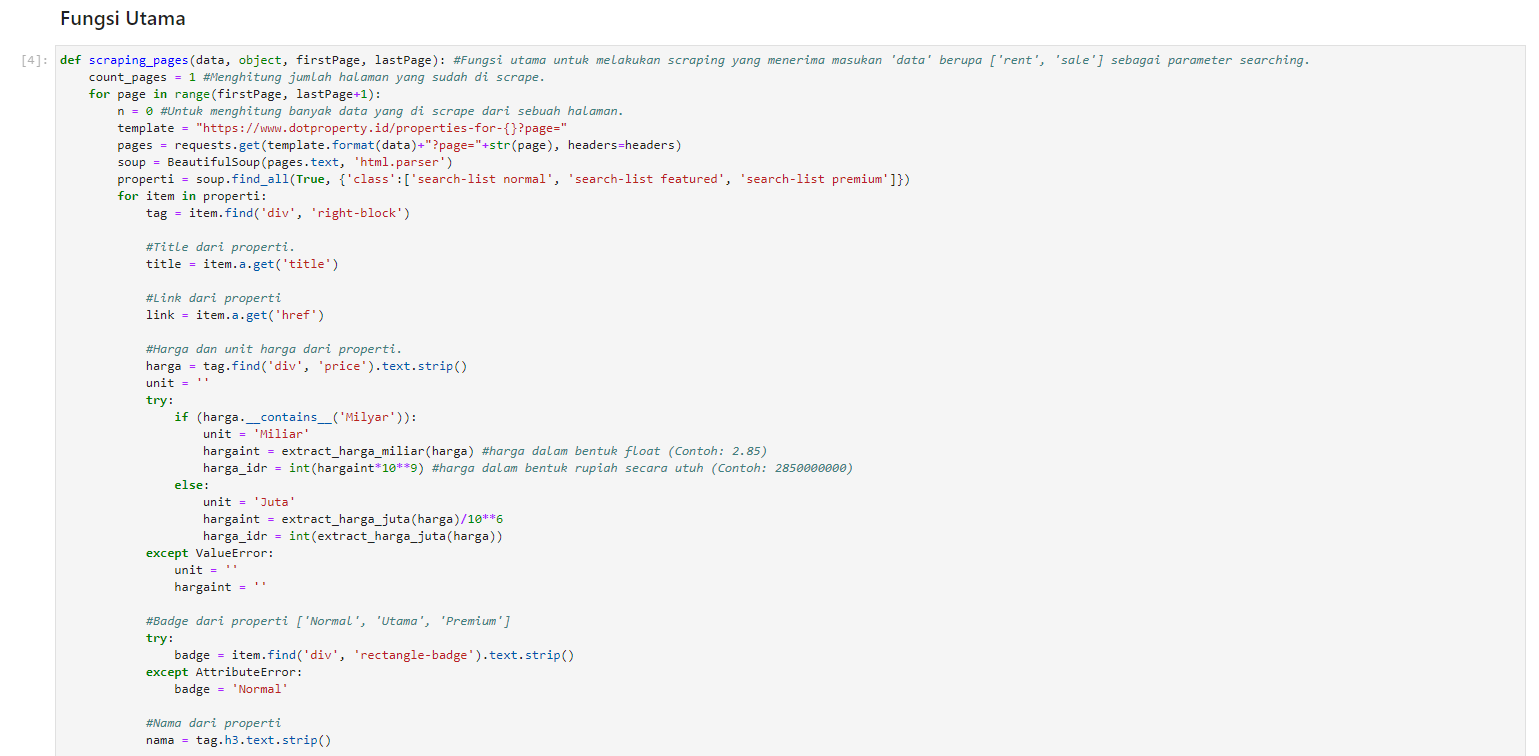 Fungsi Utama
[4]: def scraping_pages(data, object, firstPage, lastPage): #Fungsi utama untuk melakukan scraping yang menerima masukan 'data' berupa ['rent', 'sale'] sebagai parameter searching.
    count_pages = 1 #Menghitung jumlah halaman yang sudah di scrape.
    for page in range(firstPage, lastPage+1):
        n = 0 #Untuk menghitung banyak data yang di scrape dari sebuah halaman.
        template = "https://www.dotproperty.id/properties-for-{}?page="
        pages = requests.get(template.format(data)+"?page="+str(page), headers=headers)
        soup = BeautifulSoup(pages.text, 'html.parser')
        properti = soup.find_all(True, {'class':['search-list normal', 'search-list featured', 'search-list premium']})
        for item in properti:
            tag = item.find('div', 'right-block')
            #Title dari properti.
            title = item.a.get('title')
            #Link dari properti
            link = item.a.get('href')
            #Harga dan unit harga dari properti.
            harga = tag.find('div', 'price').text.strip()
            unit = ''
            try:
                if (harga.__contains__('Milyar')):
                    unit = 'Miliar'
                    hargaint = extract_harga_miliar(harga) #harga dalam bentuk float (Contoh: 2.85)
                    harga_idr = int(hargaint*10**9) #harga dalam bentuk rupiah secara utuh (Contoh: 2850000000)
                else:
                    unit = 'Juta'
                    hargaint = extract_harga_juta(harga)/10**6
                    harga_idr = int(extract_harga_juta(harga))
            except ValueError:
                unit = ''
                hargaint = ''
            #Badge dari properti ['Normal', 'Utama', 'Premium']
            try:
                badge = item.find('div', 'rectangle-badge').text.strip()
            except AttributeError:
                badge = 'Normal'
            #Nama dari properti
            nama = tag.h3.text.strip()